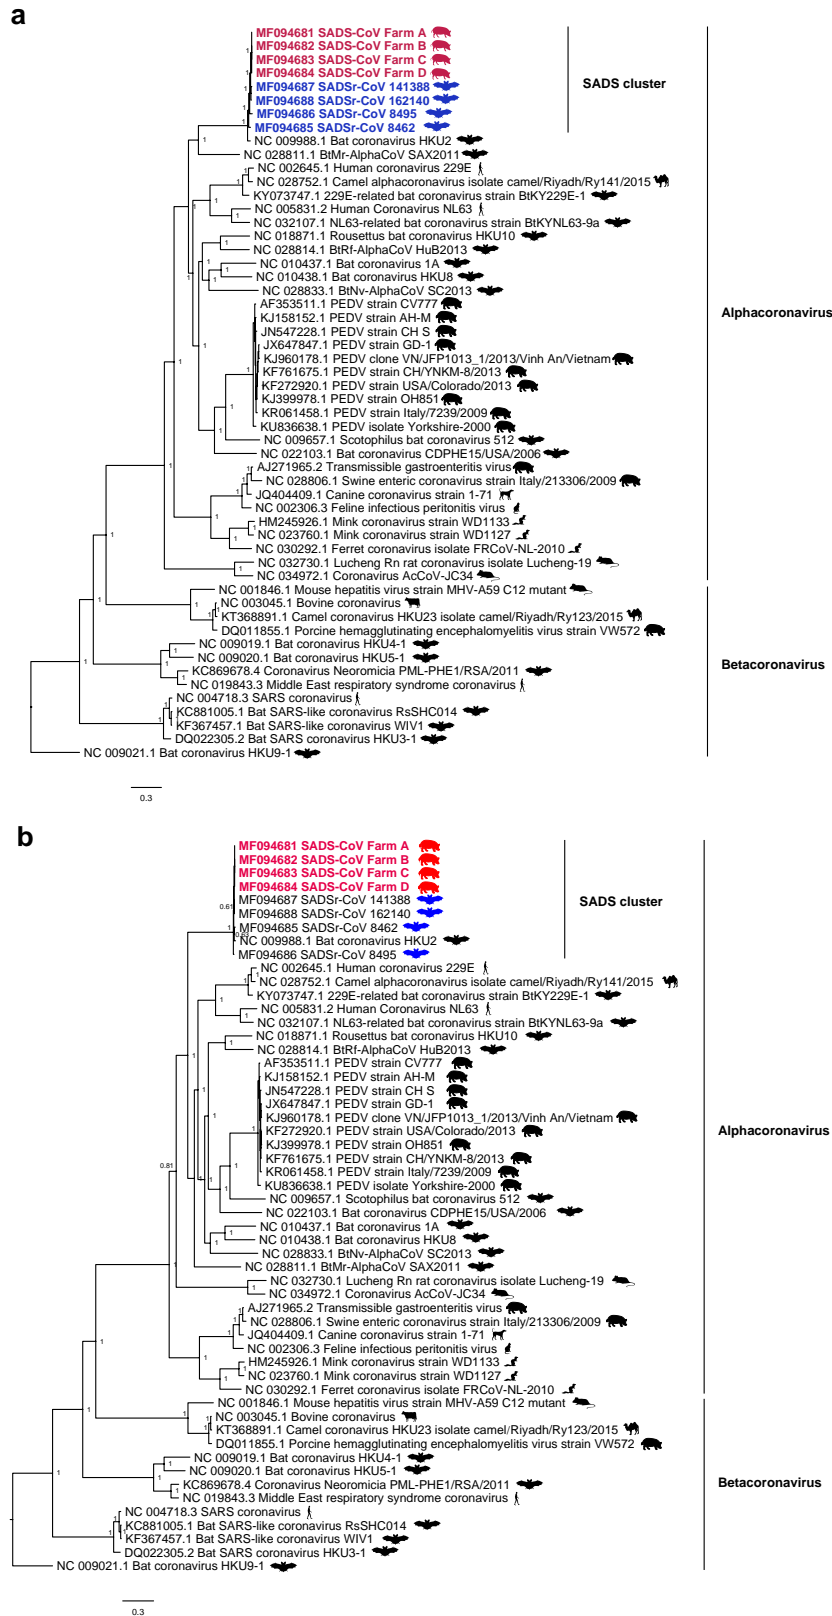 a
MF094681 SADS-CoV Farm A
MF094682 SADS-CoV Farm B
MF094683 SADS-CoV Farm C
MF094684 SADS-CoV Farm D
MF094687 SADSr-CoV 141388
MF094688 SADSr-CoV 162140
MF094686 SADSr-CoV 8495
MF094685 SADSr-CoV 8462
NC 009988.1 Bat coronavirus HKU2
NC 028811.1 BtMr-AlphaCoV SAX2011
NC 002645.1 Human coronavirus 229E
NC 028752.1 Camel alphacoronavirus isolate camel/Riyadh/Ry141/2015
KY073747.1 229E-related bat coronavirus strain BtKY229E-1
NC 005831.2 Human Coronavirus NL63
NC 032107.1 NL63-related bat coronavirus strain BtKYNL63-9a
NC 018871.1 Rousettus bat coronavirus HKU10
NC 028814.1 BtRf-AlphaCoV HuB2013
NC 010437.1 Bat coronavirus 1A
NC 010438.1 Bat coronavirus HKU8
NC 028833.1 BtNv-AlphaCoV SC2013
AF353511.1 PEDV strain CV777
KJ158152.1 PEDV strain AH-M
JN547228.1 PEDV strain CH S
JX647847.1 PEDV strain GD-1
KJ960178.1 PEDV clone VN/JFP1013_1/2013/Vinh An/Vietnam
KF761675.1 PEDV strain CH/YNKM-8/2013
KF272920.1 PEDV strain USA/Colorado/2013
KJ399978.1 PEDV strain OH851
KR061458.1 PEDV strain Italy/7239/2009
KU836638.1 PEDV isolate Yorkshire-2000
NC 009657.1 Scotophilus bat coronavirus 512
NC 022103.1 Bat coronavirus CDPHE15/USA/2006
AJ271965.2 Transmissible gastroenteritis virus
NC 028806.1 Swine enteric coronavirus strain Italy/213306/2009
JQ404409.1 Canine coronavirus strain 1-71
NC 002306.3 Feline infectious peritonitis virus
HM245926.1 Mink coronavirus strain WD1133
NC 023760.1 Mink coronavirus strain WD1127
NC 030292.1 Ferret coronavirus isolate FRCoV-NL-2010
NC 032730.1 Lucheng Rn rat coronavirus isolate Lucheng-19
NC 034972.1 Coronavirus AcCoV-JC34
NC 001846.1 Mouse hepatitis virus strain MHV-A59 C12 mutant
NC 003045.1 Bovine coronavirus
KT368891.1 Camel coronavirus HKU23 isolate camel/Riyadh/Ry123/2015
DQ011855.1 Porcine hemagglutinating encephalomyelitis virus strain VW572
NC 009019.1 Bat coronavirus HKU4-1
NC 009020.1 Bat coronavirus HKU5-1
KC869678.4 Coronavirus Neoromicia PML-PHE1/RSA/2011
NC 019843.3 Middle East respiratory syndrome coronavirus
NC 004718.3 SARS coronavirus
KC881005.1 Bat SARS-like coronavirus RsSHC014
KF367457.1 Bat SARS-like coronavirus WIV1
DQ022305.2 Bat SARS coronavirus HKU3-1
NC 009021.1 Bat coronavirus HKU9-1
SADS cluster
Alphacoronavirus
Betacoronavirus
0.3
b
MF094681 SADS-CoV Farm A
MF094682 SADS-CoV Farm B
MF094683 SADS-CoV Farm C
MF094684 SADS-CoV Farm D
MF094687 SADSr-CoV 141388
MF094688 SADSr-CoV 162140
MF094685 SADSr-CoV 8462
NC 009988.1 Bat coronavirus HKU2
MF094686 SADSr-CoV 8495
NC 002645.1 Human coronavirus 229E
NC 028752.1 Camel alphacoronavirus isolate camel/Riyadh/Ry141/2015
KY073747.1 229E-related bat coronavirus strain BtKY229E-1
NC 005831.2 Human Coronavirus NL63
NC 032107.1 NL63-related bat coronavirus strain BtKYNL63-9a
NC 018871.1 Rousettus bat coronavirus HKU10
NC 028814.1 BtRf-AlphaCoV HuB2013
AF353511.1 PEDV strain CV777
KJ158152.1 PEDV strain AH-M
JN547228.1 PEDV strain CH S
JX647847.1 PEDV strain GD-1
KJ960178.1 PEDV clone VN/JFP1013_1/2013/Vinh An/Vietnam
KF272920.1 PEDV strain USA/Colorado/2013
KJ399978.1 PEDV strain OH851
KF761675.1 PEDV strain CH/YNKM-8/2013
KR061458.1 PEDV strain Italy/7239/2009
KU836638.1 PEDV isolate Yorkshire-2000
NC 009657.1 Scotophilus bat coronavirus 512
NC 022103.1 Bat coronavirus CDPHE15/USA/2006
NC 010437.1 Bat coronavirus 1A
NC 010438.1 Bat coronavirus HKU8
NC 028833.1 BtNv-AlphaCoV SC2013
NC 028811.1 BtMr-AlphaCoV SAX2011
NC 032730.1 Lucheng Rn rat coronavirus isolate Lucheng-19
NC 034972.1 Coronavirus AcCoV-JC34
AJ271965.2 Transmissible gastroenteritis virus
NC 028806.1 Swine enteric coronavirus strain Italy/213306/2009
JQ404409.1 Canine coronavirus strain 1-71
NC 002306.3 Feline infectious peritonitis virus
HM245926.1 Mink coronavirus strain WD1133
NC 023760.1 Mink coronavirus strain WD1127
NC 030292.1 Ferret coronavirus isolate FRCoV-NL-2010
NC 001846.1 Mouse hepatitis virus strain MHV-A59 C12 mutant
NC 003045.1 Bovine coronavirus
KT368891.1 Camel coronavirus HKU23 isolate camel/Riyadh/Ry123/2015
DQ011855.1 Porcine hemagglutinating encephalomyelitis virus strain VW572
NC 009019.1 Bat coronavirus HKU4-1
NC 009020.1 Bat coronavirus HKU5-1
KC869678.4 Coronavirus Neoromicia PML-PHE1/RSA/2011
NC 019843.3 Middle East respiratory syndrome coronavirus
NC 004718.3 SARS coronavirus
KC881005.1 Bat SARS-like coronavirus RsSHC014
KF367457.1 Bat SARS-like coronavirus WIV1
DQ022305.2 Bat SARS coronavirus HKU3-1
NC 009021.1 Bat coronavirus HKU9-1
0.61
0.81
SADS cluster
Alphacoronavirus
Betacoronavirus
0.3